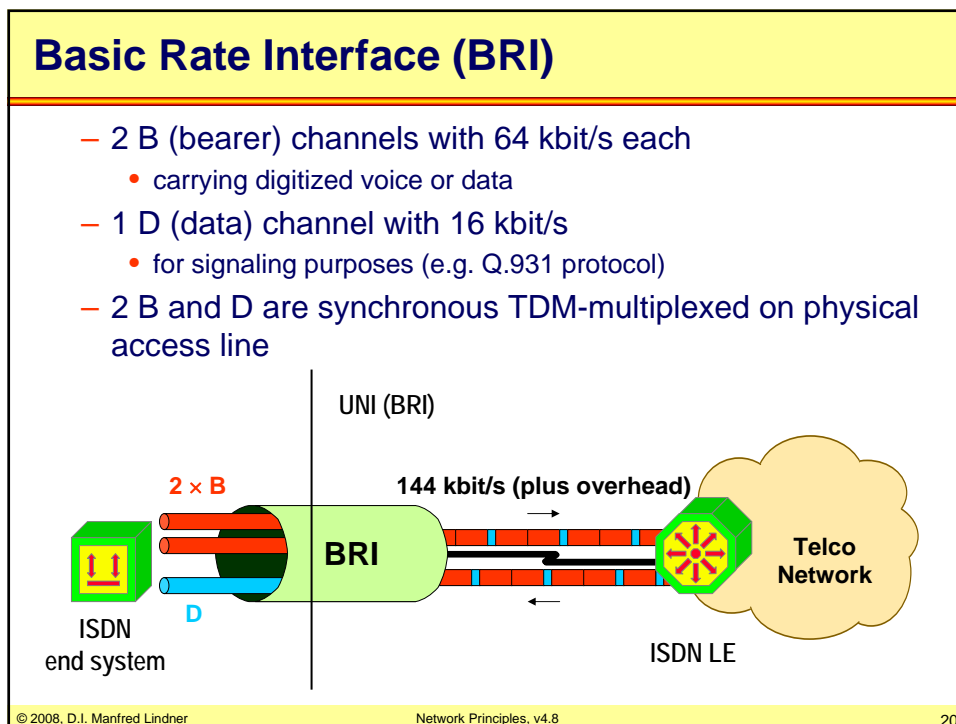 Basic Rate Interface (BRI)
– 2 B (bearer) channels with 64 kbit/s each
• carrying digitized voice or data
– 1 D (data) channel with 16 kbit/s
• for signaling purposes (e.g. Q.931 protocol)
– 2 B and D are synchronous TDM-multiplexed on physical
access line
UNI (BRI)
2 × B
144 kbit/s (plus overhead)
BRI
Telco
Network
D
ISDN
end system
ISDN LE
© 2008, D.I. Manfred Lindner
Network Principles, v4.8
20